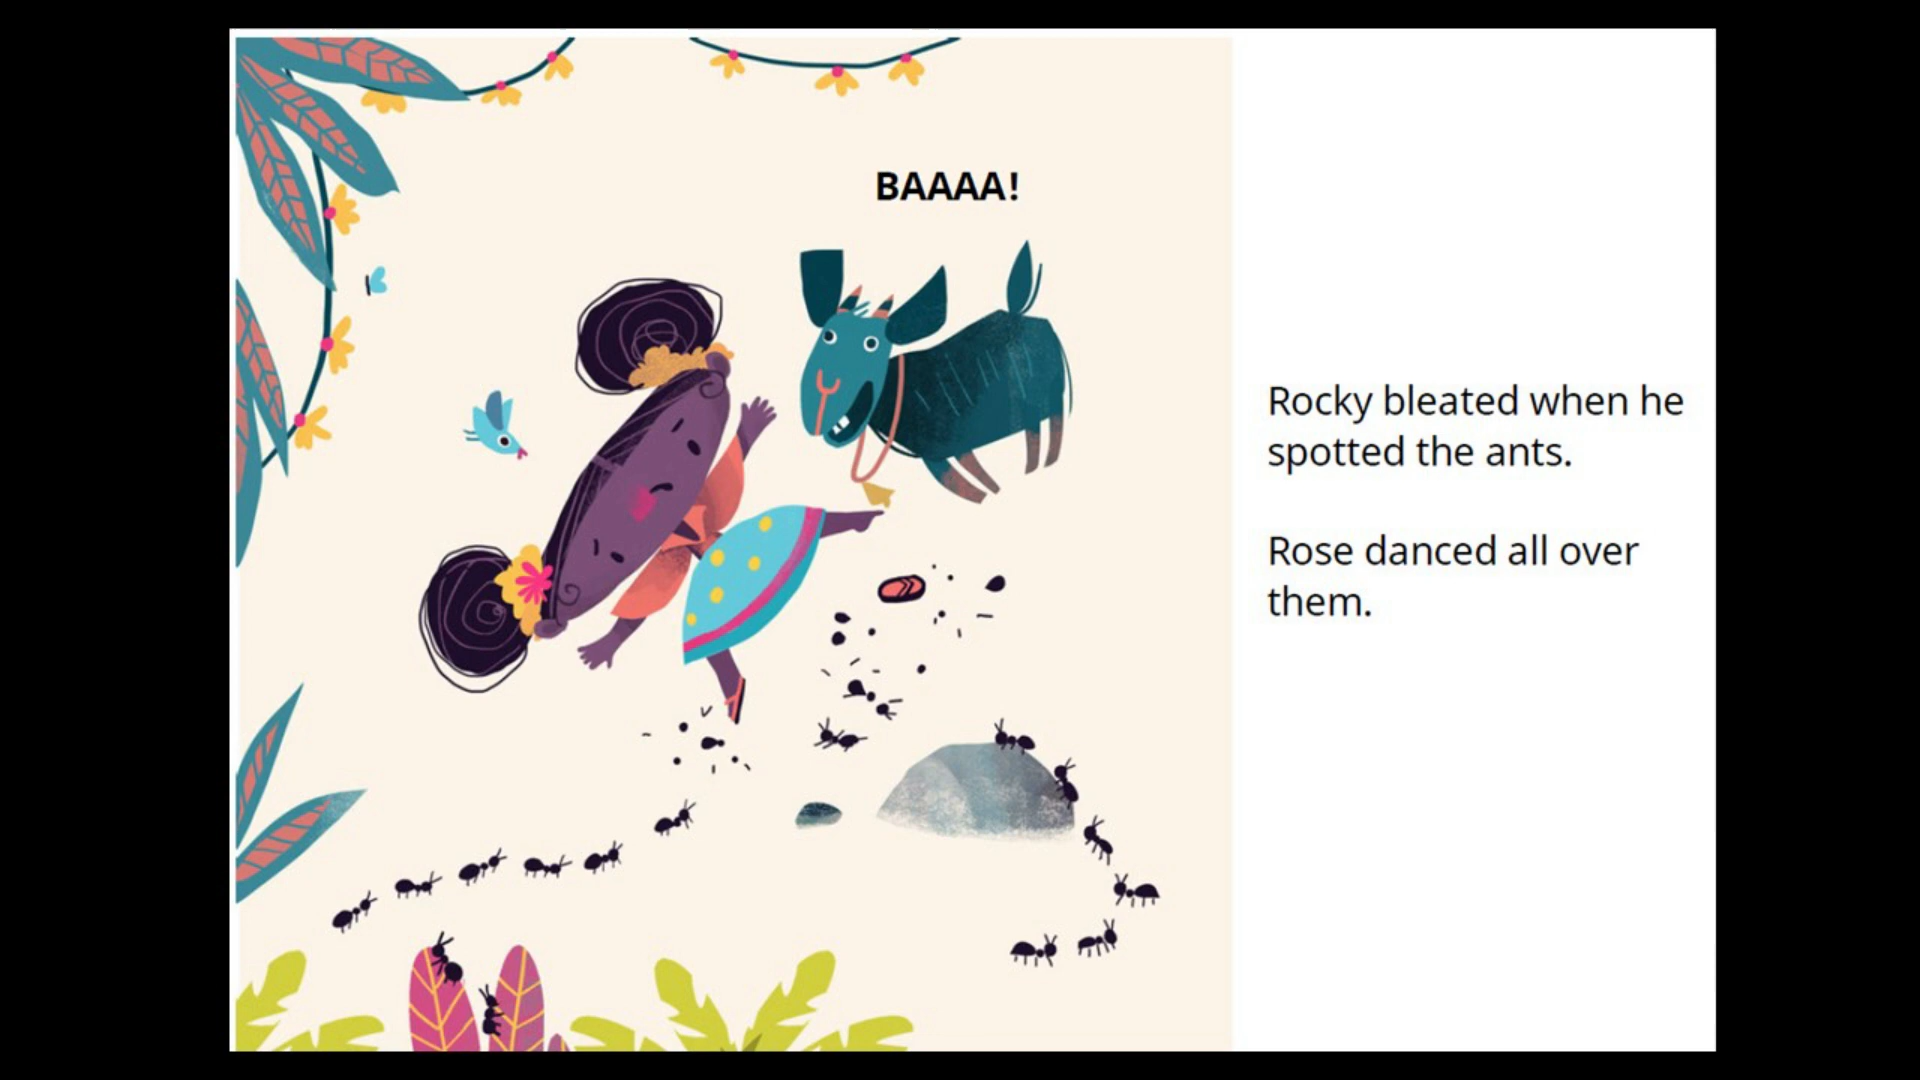 BAAAA!
Rocky bleated when he
spotted the ants.
Rose danced all over
them.